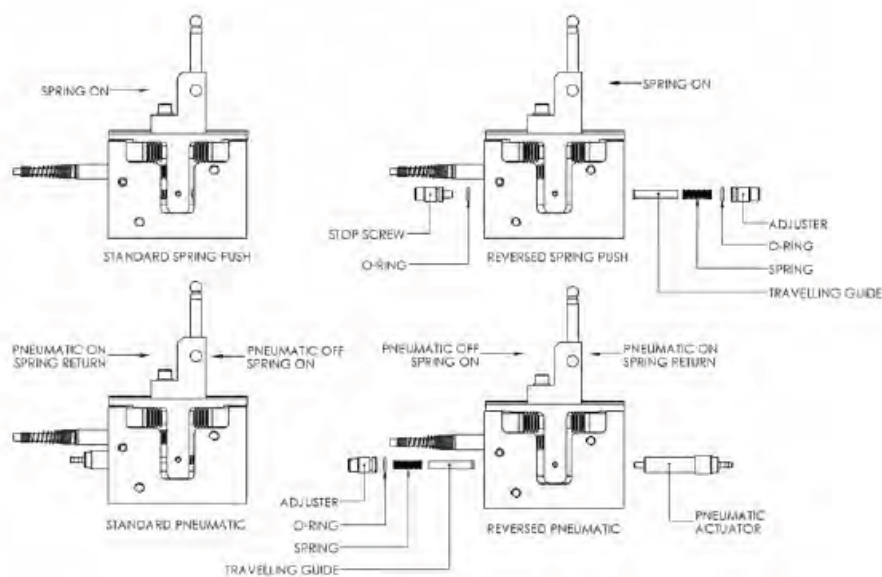 SPRING ON
SPRING ON
STOP SCREW
O-RING
ADJUSTER
O-RING
SPRING
TRAVELLING GUIDE
STANDARD SPRING PUSH
REVERSED SPRING PUSH
PNEUMATIC ON
SPRING RETURN
PNEUMATIC OFF
SPRING ON
PNEUMATIC OFF
SPRING ON
PNEUMATIC ON
SPRING RETURN
ADJUSTER
O-RING
SPRING
TRAVELLING GUIDE
PNEUMATIC
ACTUATOR
STANDARD PNEUMATIC
REVERSED PNEUMATIC